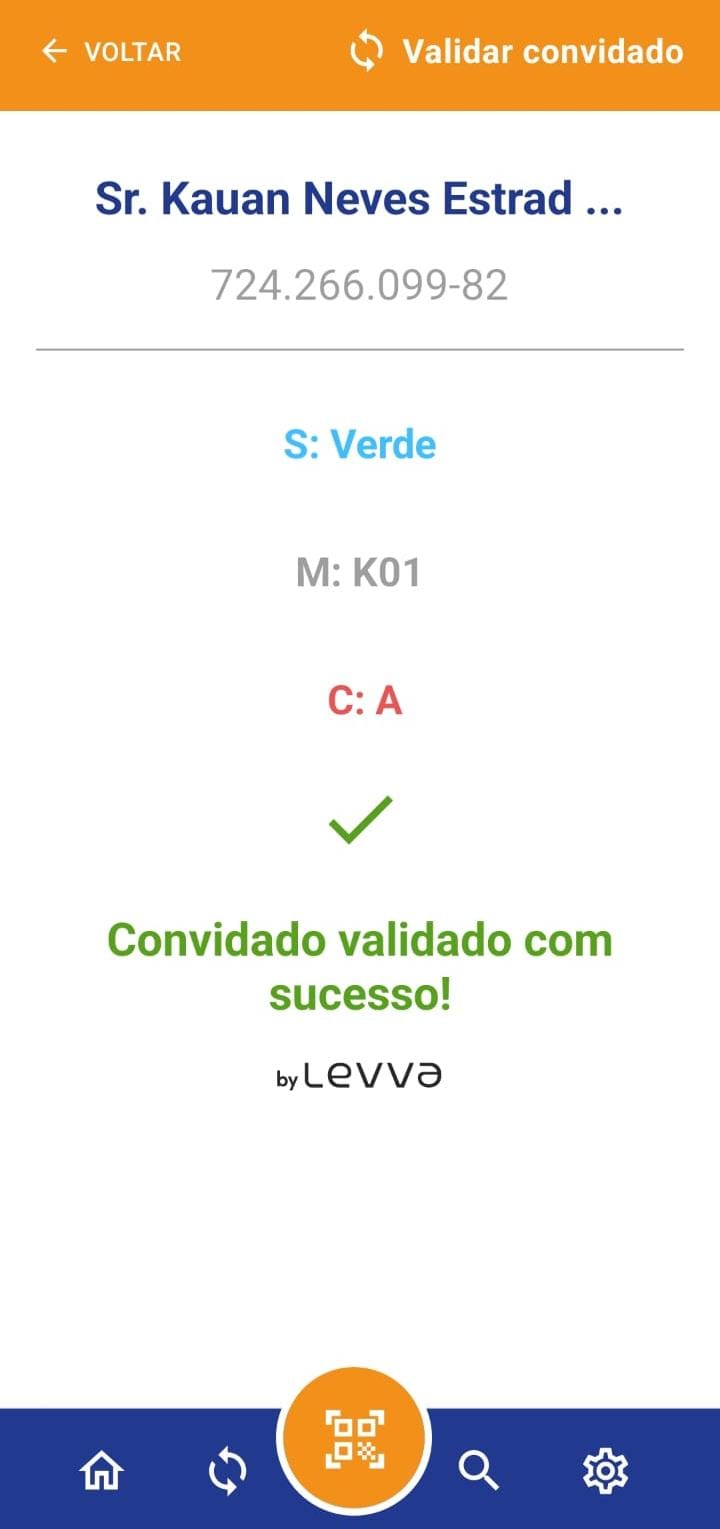 ← VOLTAR Validar convidado
Sr. Kauan Neves Estrad ...
724.266.099-82
S: Verde
M: K01
C: A
Convidado validado com
sucesso!
by Levva